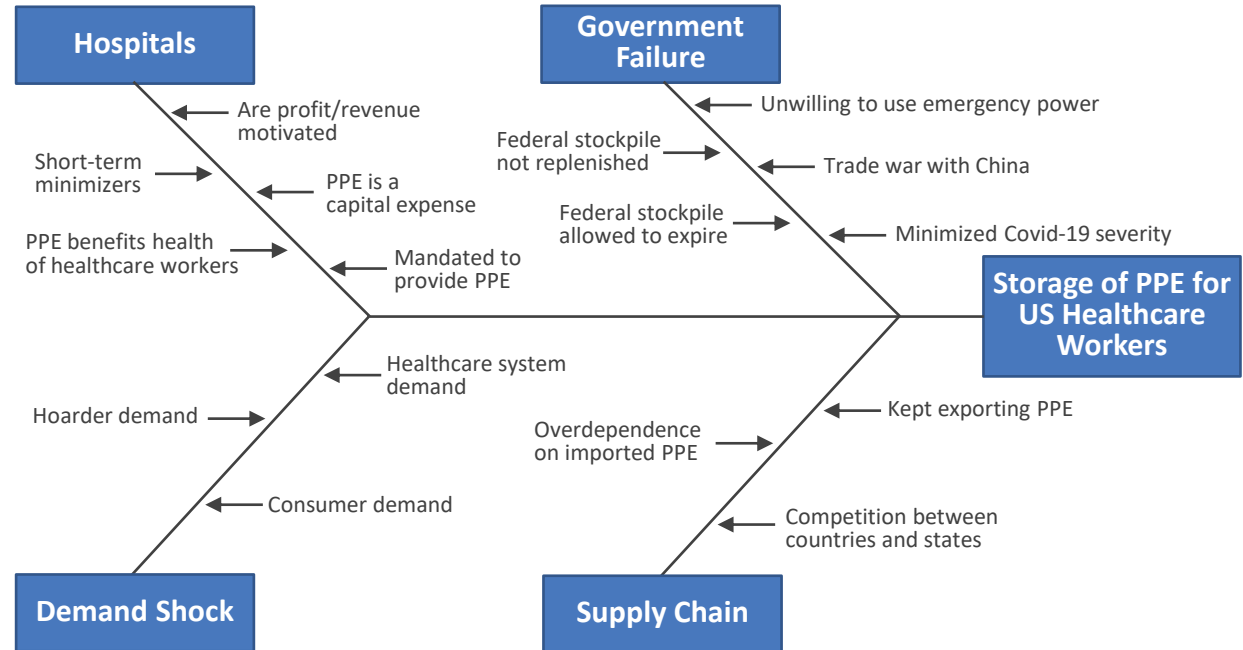 Hospitals
Are profit/revenue
motivated
Short-term
minimizers
PPE is a
capital expense
PPE benefits health
of healthcare workers
Mandated to
provide PPE
Government
Failure
Unwilling to use emergency power
Federal stockpile
not replenished
Trade war with China
Federal stockpile
allowed to expire
Minimized Covid-19 severity
Storage of PPE for
US Healthcare
Workers
Healthcare system
demand
Hoarder demand
Consumer demand
Demand Shock
Kept exporting PPE
Overdependence
on imported PPE
Competition between
countries and states
Supply Chain